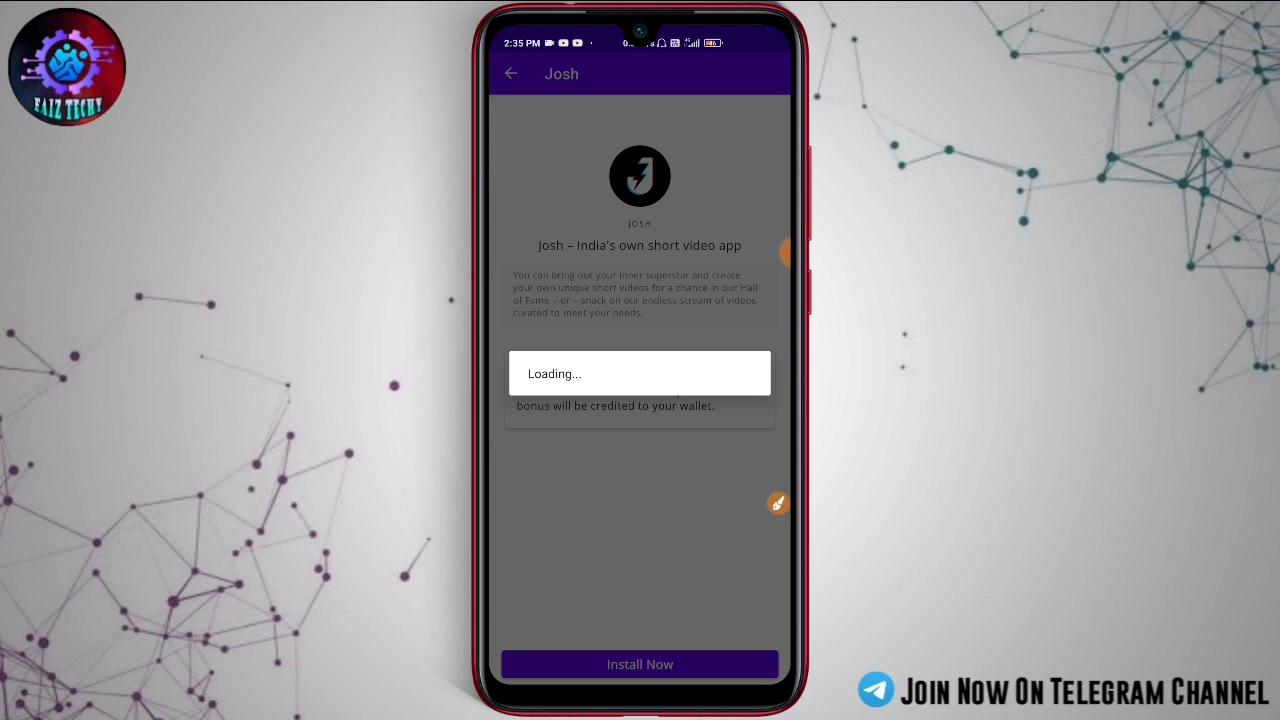 FAIZ TECHY
2:35 PM
Josh
JOSH
Josh – India's own short video app
You can bring out your inner superstar and create
your own unique short videos for a chance in our Hall
of Fame – or – snack on our endless stream of videos
curated to meet your needs.
Loading...
bonus will be credited to your wallet.
Install Now
JOIN NOW ON TELEGRAM CHANNEL